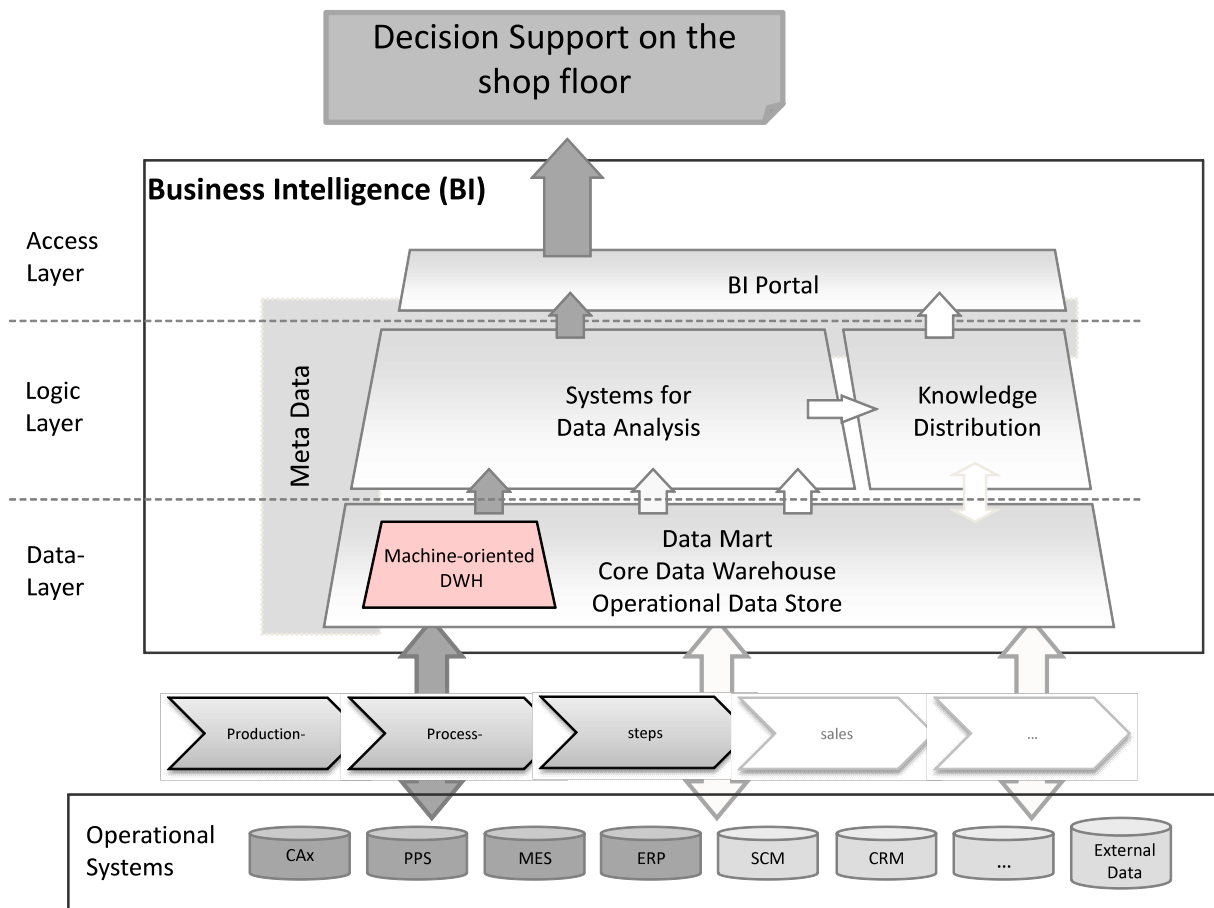 Decision Support on the
shop floor
Business Intelligence (BI)
Access
Layer
BI Portal
Logic
Layer
Meta Data
Systems for
Data Analysis
Knowledge
Distribution
Data-
Layer
Machine-oriented
DWH
Data Mart
Core Data Warehouse
Operational Data Store
Production-
Process-
steps
sales
...
Operational
Systems
CAx
PPS
MES
ERP
SCM
CRM
...
External
Data